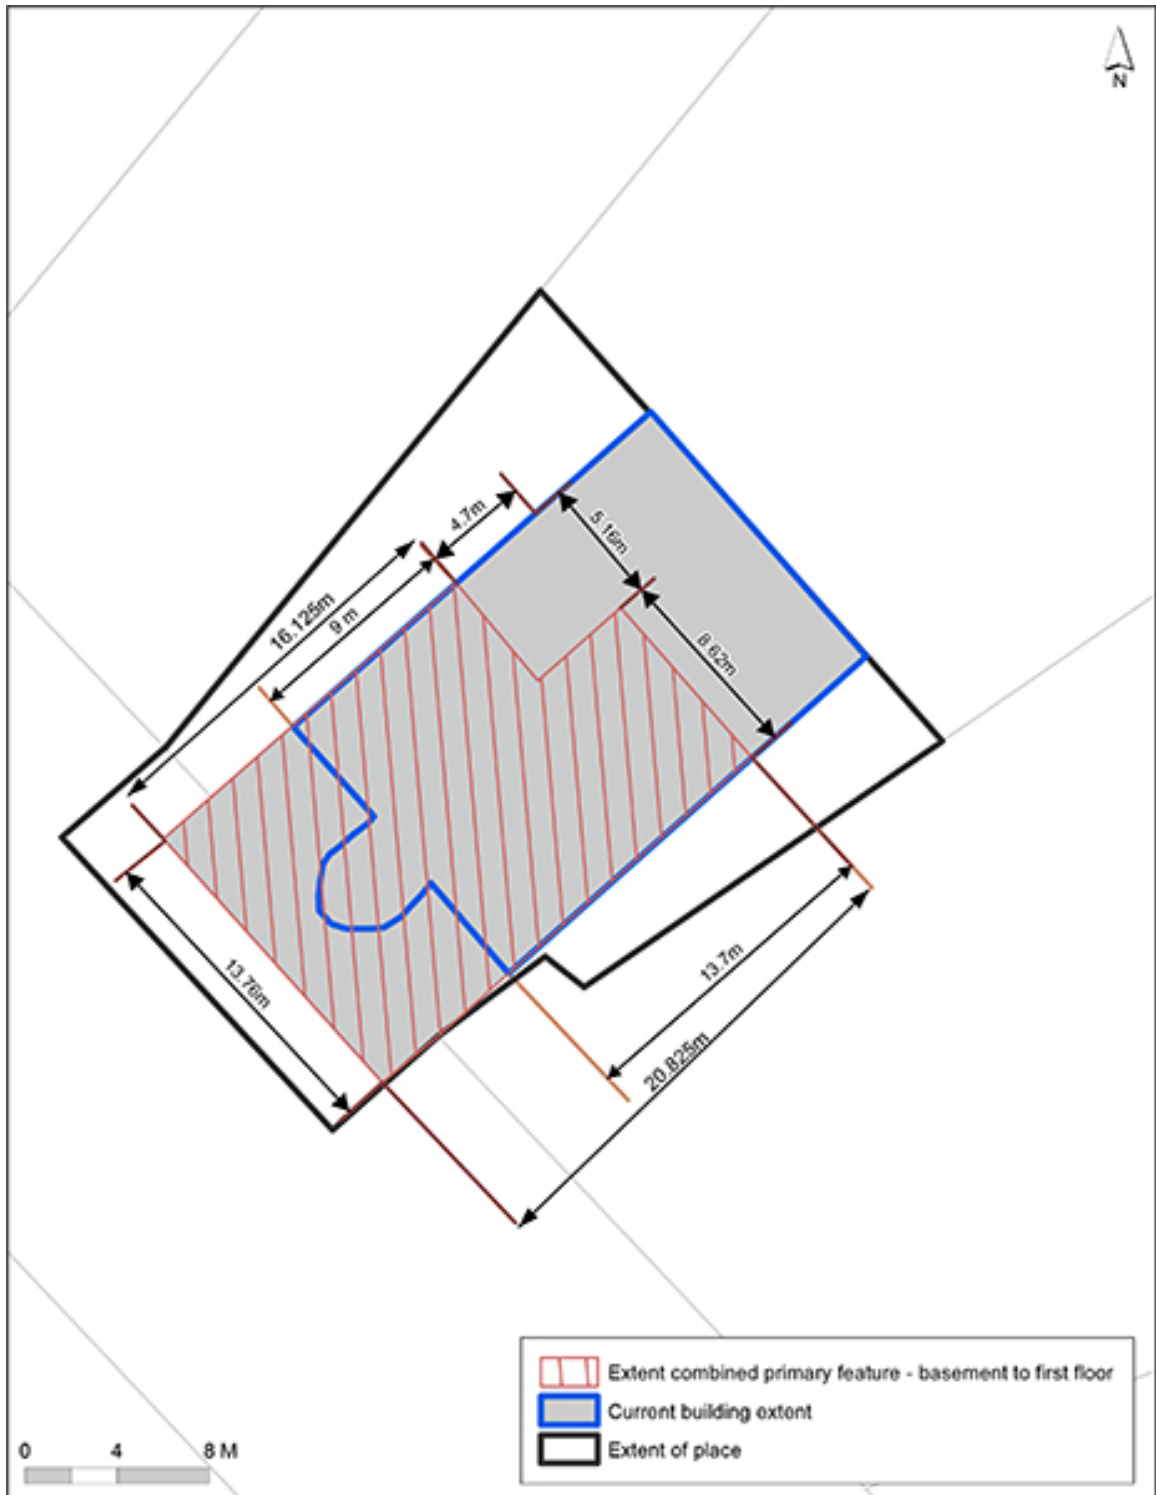 N
4.7m
5.16m
16.125m
9 m
8.62m
13.76m
13.7m
20.825m
Extent combined primary feature - basement to first floor
Current building extent
Extent of place
0 4 8 M